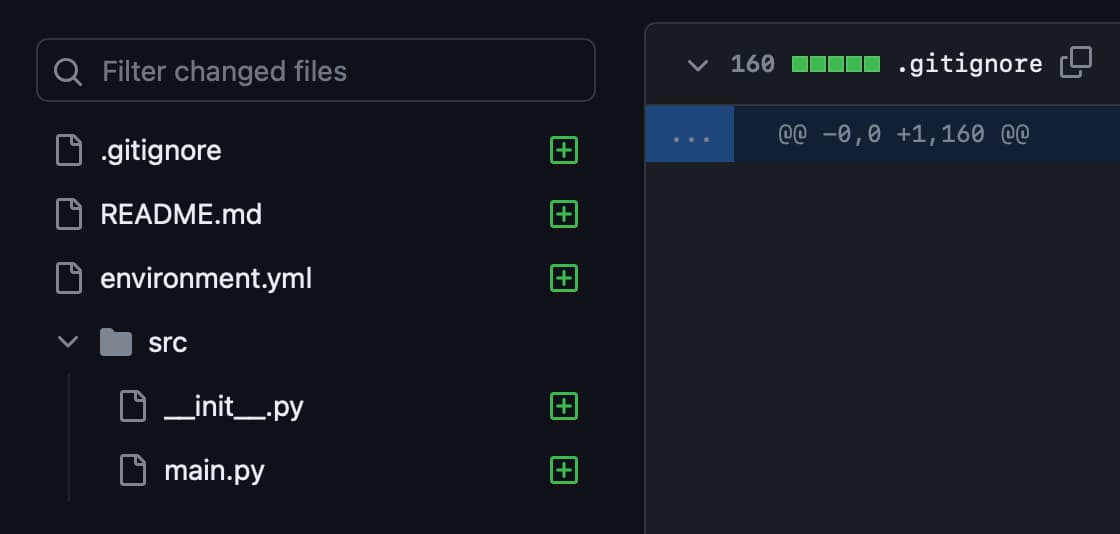 Filter changed files
.gitignore
README.md
environment.yml
src
__init__.py
main.py
160 .gitignore
... @@ -0,0 +1,160 @@